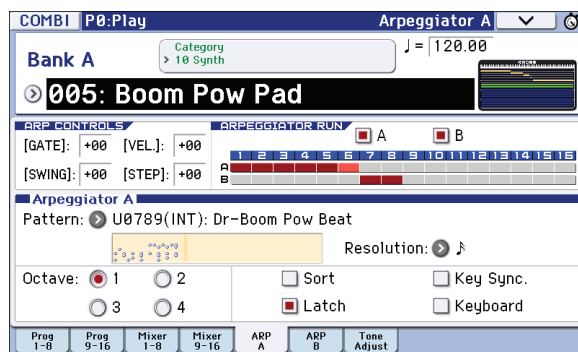 COMBI P0:Play Arpeggiator A
Bank A
Category
10 Synth
♩= 120.00
KRONOS
005: Boom Pow Pad
ARP CONTROLS
ARPEGGIATOR RUN A B
[GATE]: +00 [VEL.]: +00
[SWING]: +00 [STEP]: +00
1 2 3 4 5 6 7 8 9 10 11 12 13 14 15 16
A
B
Arpeggiator A
Pattern: U0789(INT): Dr-Boom Pow Beat
Resolution: ♪
Octave: 1 2
3 4
Sort Key Sync.
Latch Keyboard
Prog 1-8 Prog 9-16 Mixer 1-8 Mixer 9-16 ARP A ARP B Tone Adjust